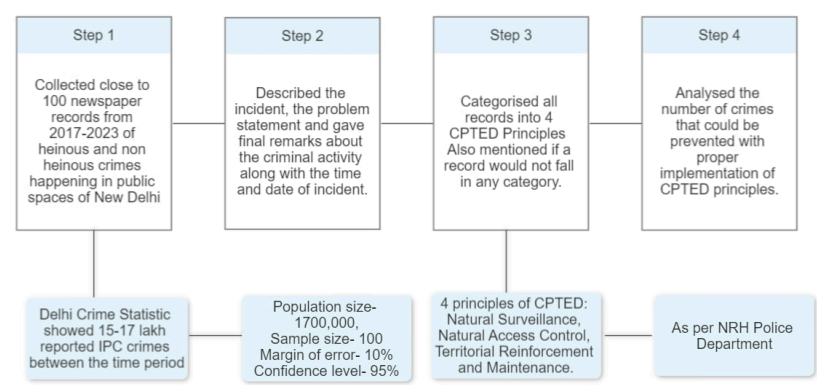 Step 1
Collected close to
100 newspaper
records from
2017-2023 of
heinous and non
heinous crimes
happening in public
spaces of New Delhi
Step 2
Described the
incident, the problem
statement and gave
final remarks about
the criminal activity
along with the time
and date of incident.
Step 3
Categorised all
records into 4
CPTED Principles
Also mentioned if a
record would not fall
in any category.
Step 4
Analysed the
number of crimes
that could be
prevented with
proper
implementation of
CPTED principles.
Delhi Crime Statistic
showed 15-17 lakh
reported IPC crimes
between the time period
Population size-
1700,000,
Sample size- 100
Margin of error- 10%
Confidence level- 95%
4 principles of CPTED:
Natural Surveillance,
Natural Access Control,
Territorial Reinforcement
and Maintenance.
As per NRH Police
Department